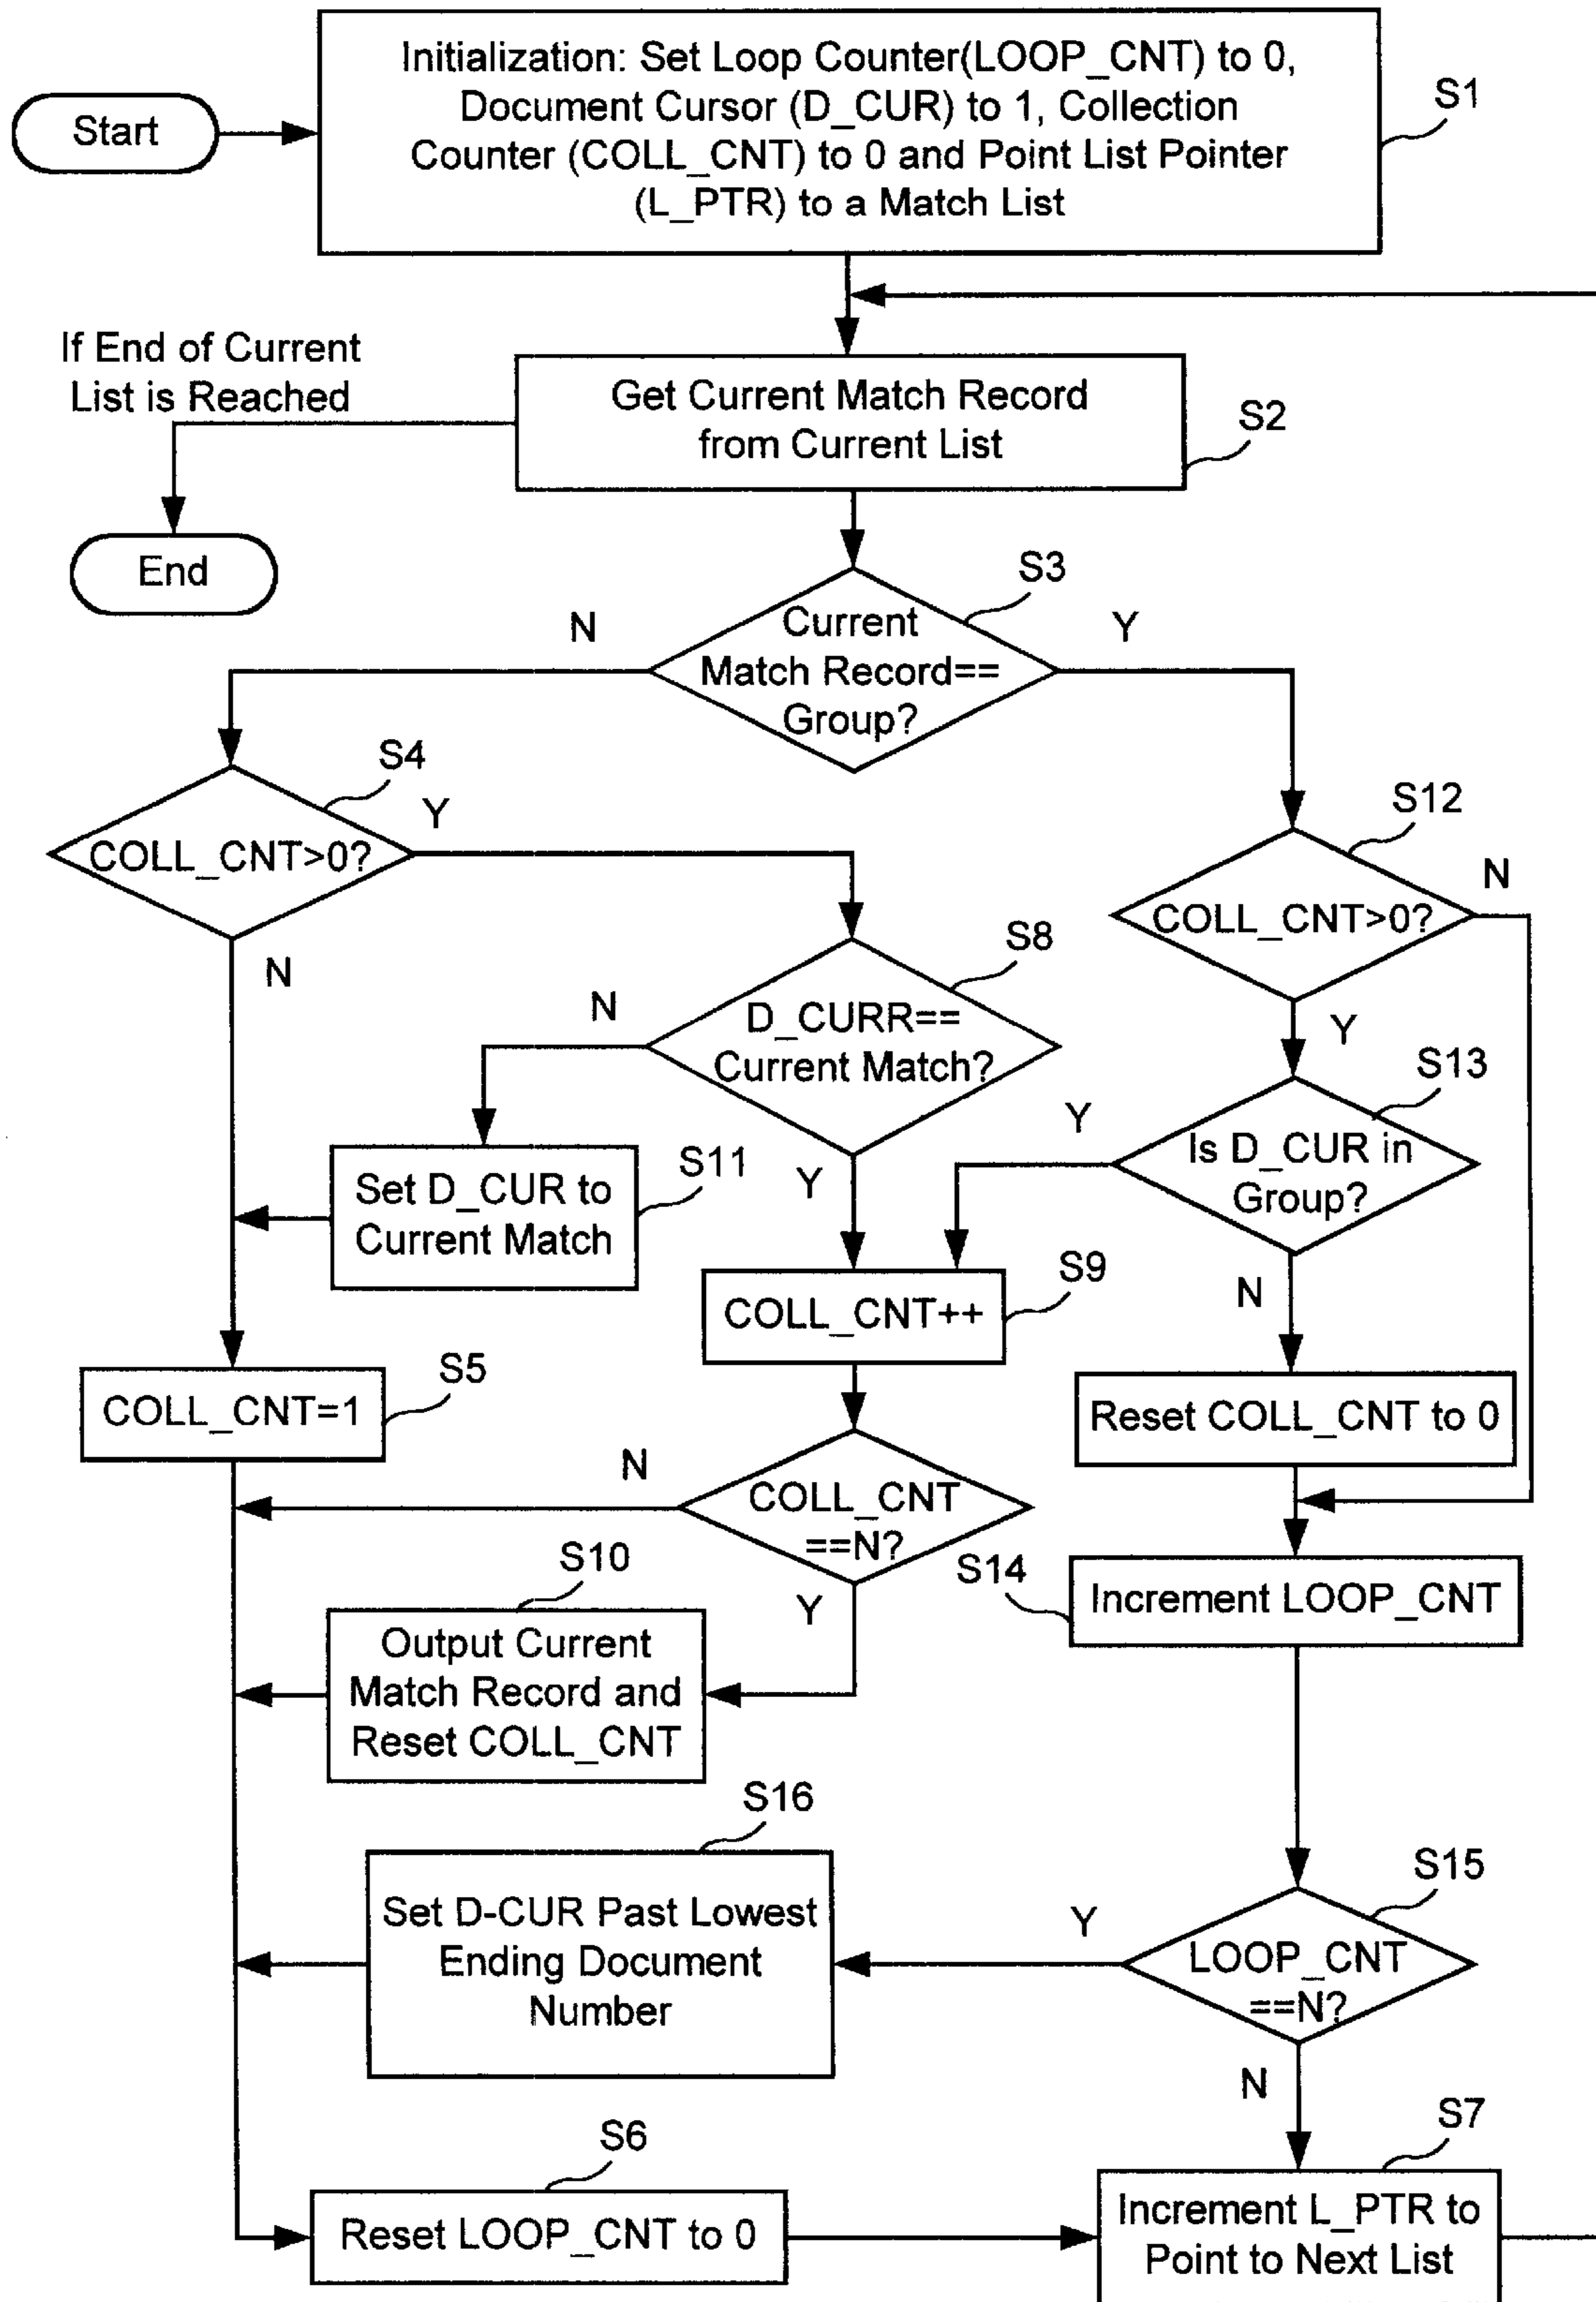 Initialization: Set Loop Counter(LOOP_CNT) to 0,
Document Cursor (D_CUR) to 1, Collection
Counter (COLL_CNT) to 0 and Point List Pointer
(L_PTR) to a Match List
S1
Start
If End of Current
List is Reached
Get Current Match Record
from Current List
S2
End
S3
N
Current
Match Record==
Group?
Y
S4
COLL_CNT>0?
Y
N
S12
COLL_CNT>0?
N
Y
S8
D_CURR==
Current Match?
N
Y
S13
Is D_CUR in
Group?
Y
N
Set D_CUR to
Current Match
S11
COLL_CNT++
S9
COLL_CNT=1
S5
Reset COLL_CNT to 0
N
COLL_CNT
==N?
Y
S10
Output Current
Match Record and
Reset COLL_CNT
S14
Increment LOOP_CNT
S16
Set D-CUR Past Lowest
Ending Document
Number
S15
Y
LOOP_CNT
==N?
N
S6
Reset LOOP_CNT to 0
S7
Increment L_PTR to
Point to Next List